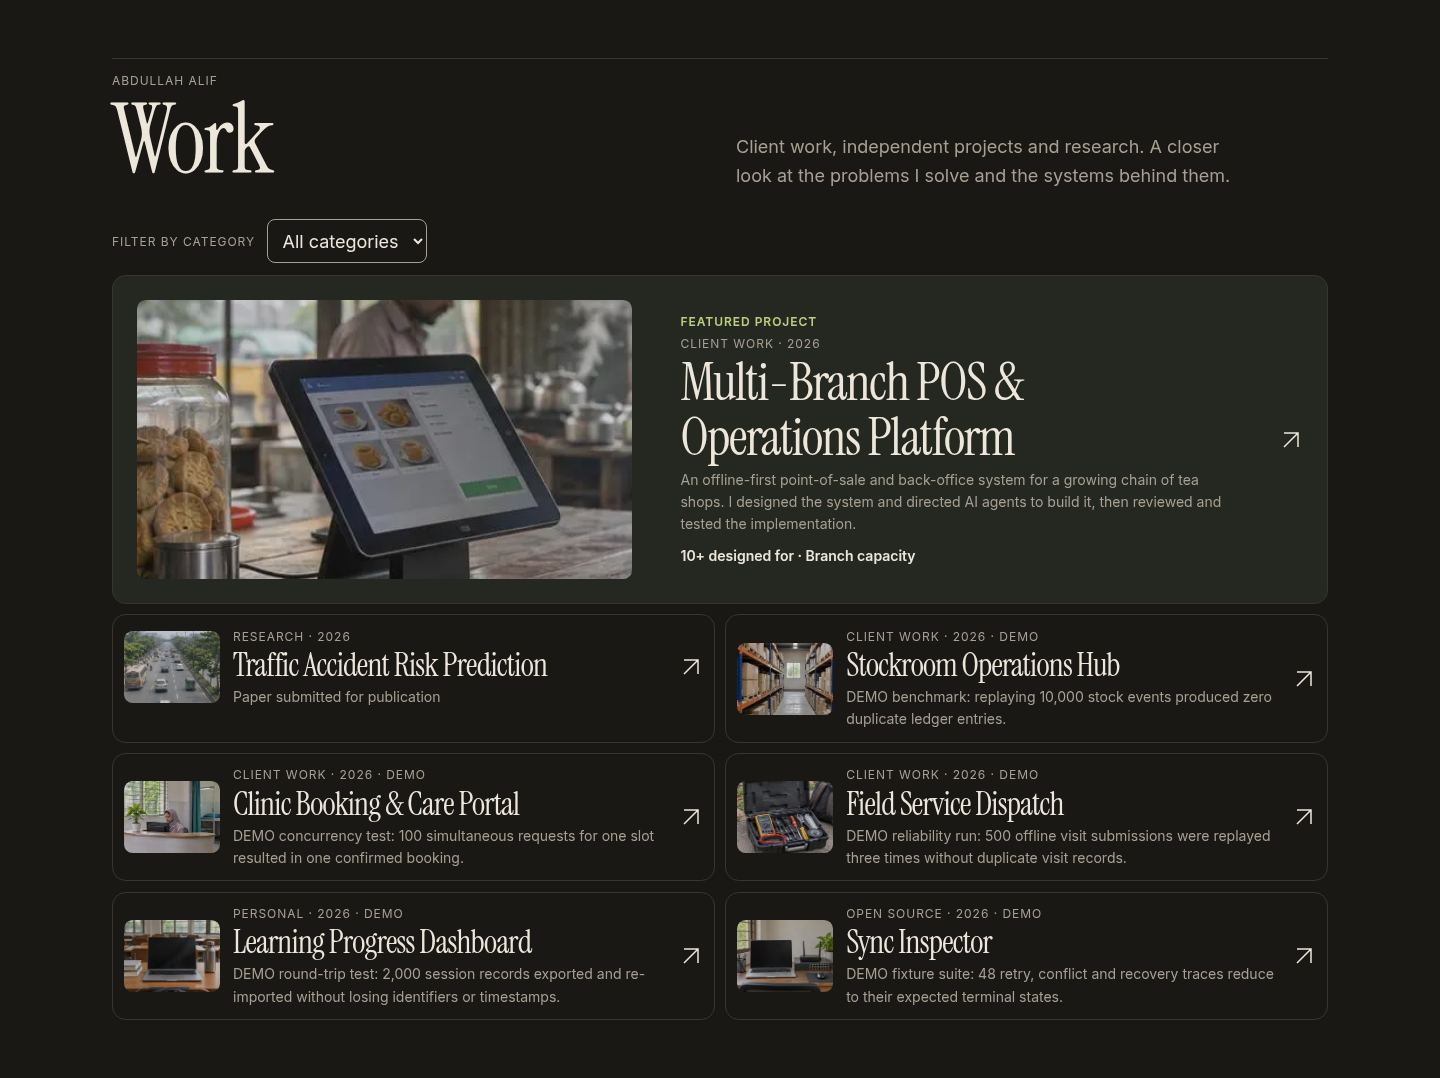 ABDULLAH ALIF
Work
Client work, independent projects and research. A closer
look at the problems I solve and the systems behind them.
FILTER BY CATEGORY
All categories
FEATURED PROJECT
CLIENT WORK · 2026
Multi-Branch POS &
Operations Platform
An offline-first point-of-sale and back-office system for a growing chain of tea
shops. I designed the system and directed AI agents to build it, then reviewed and
tested the implementation.
10+ designed for · Branch capacity
RESEARCH · 2026
Traffic Accident Risk Prediction
Paper submitted for publication
CLIENT WORK · 2026 · DEMO
Stockroom Operations Hub
DEMO benchmark: replaying 10,000 stock events produced zero
duplicate ledger entries.
CLIENT WORK · 2026 · DEMO
Clinic Booking & Care Portal
DEMO concurrency test: 100 simultaneous requests for one slot
resulted in one confirmed booking.
CLIENT WORK · 2026 · DEMO
Field Service Dispatch
DEMO reliability run: 500 offline visit submissions were replayed
three times without duplicate visit records.
PERSONAL · 2026 · DEMO
Learning Progress Dashboard
DEMO round-trip test: 2,000 session records exported and re-
imported without losing identifiers or timestamps.
OPEN SOURCE · 2026 · DEMO
Sync Inspector
DEMO fixture suite: 48 retry, conflict and recovery traces reduce
to their expected terminal states.